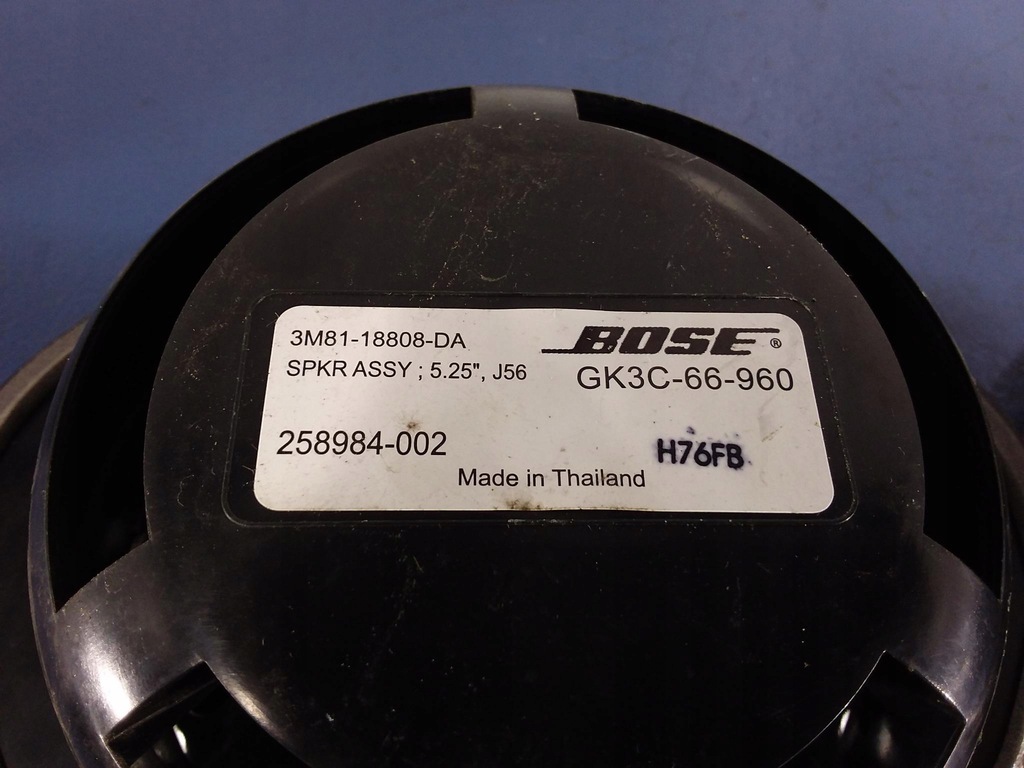 3M81-18808-DA
BOSE®
SPKR ASSY ; 5.25", J56
GK3C-66-960
258984-002
H76FB
Made in Thailand